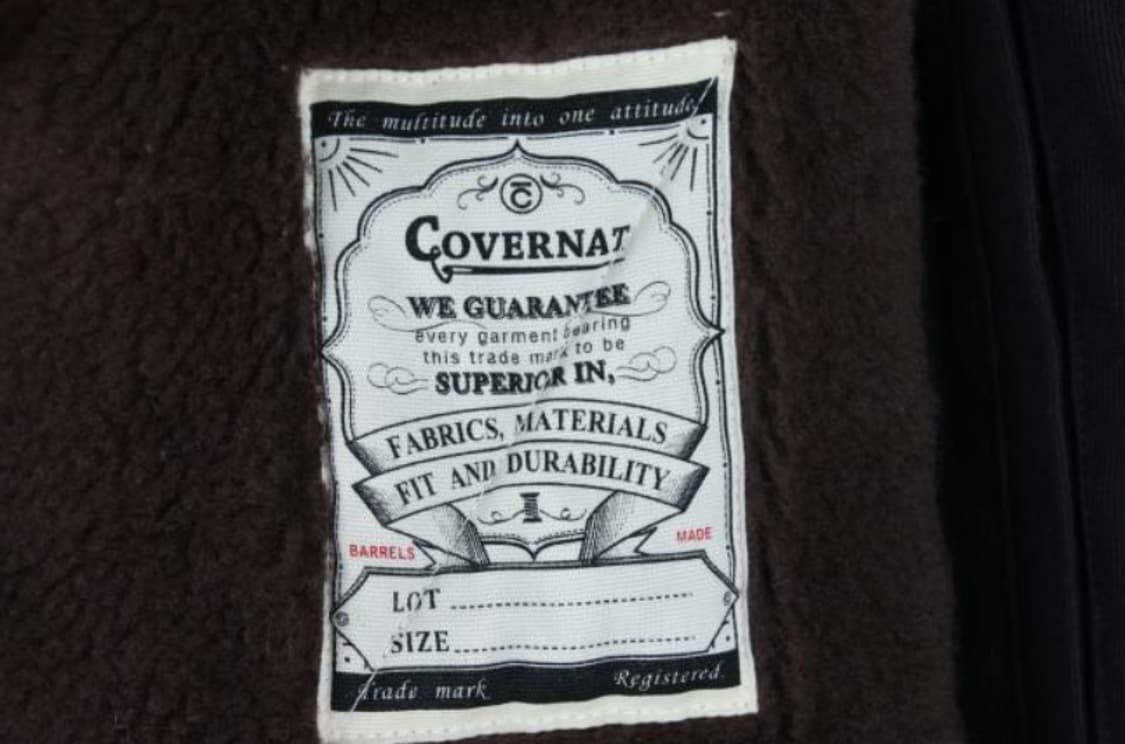 The multitude into one attitude
C
COVERNAT
WE GUARANTEE
every garment bearing
this trade mark to be
SUPERIOR IN,
FABRICS, MATERIALS
FIT AND DURABILITY
BARRELS MADE
LOT
SIZE
Trade mark Registered